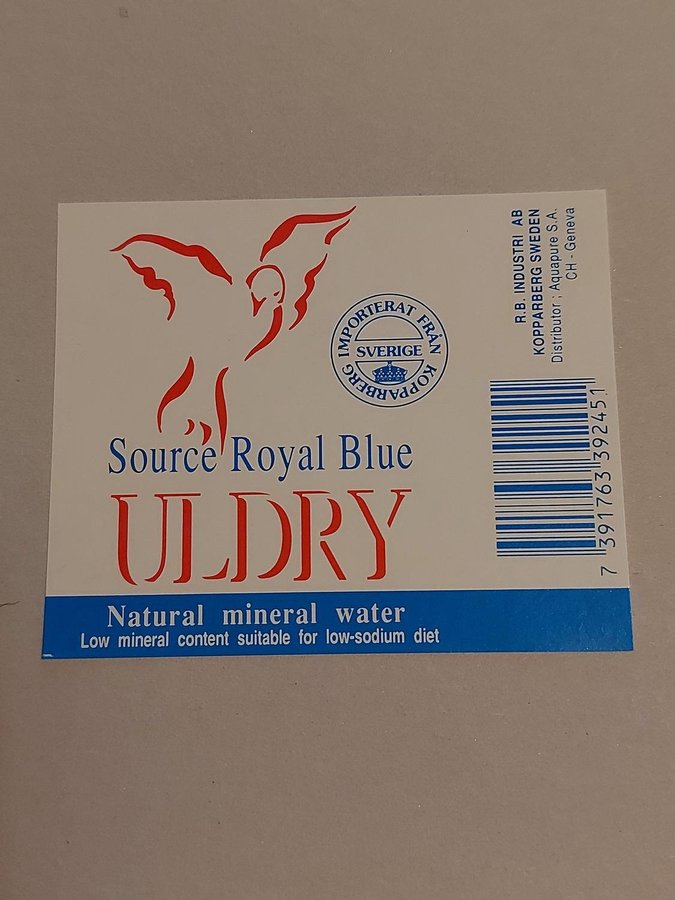 IMPORTERAT FRÅN KOPPARBERG
SVERIGE
Source Royal Blue
ULDRY
Natural mineral water
Low mineral content suitable for low-sodium diet
R.B. INDUSTRI AB
KOPPARBERG SWEDEN
Distributor ; Aquapure S.A.
CH - Geneva
7 391763 392451